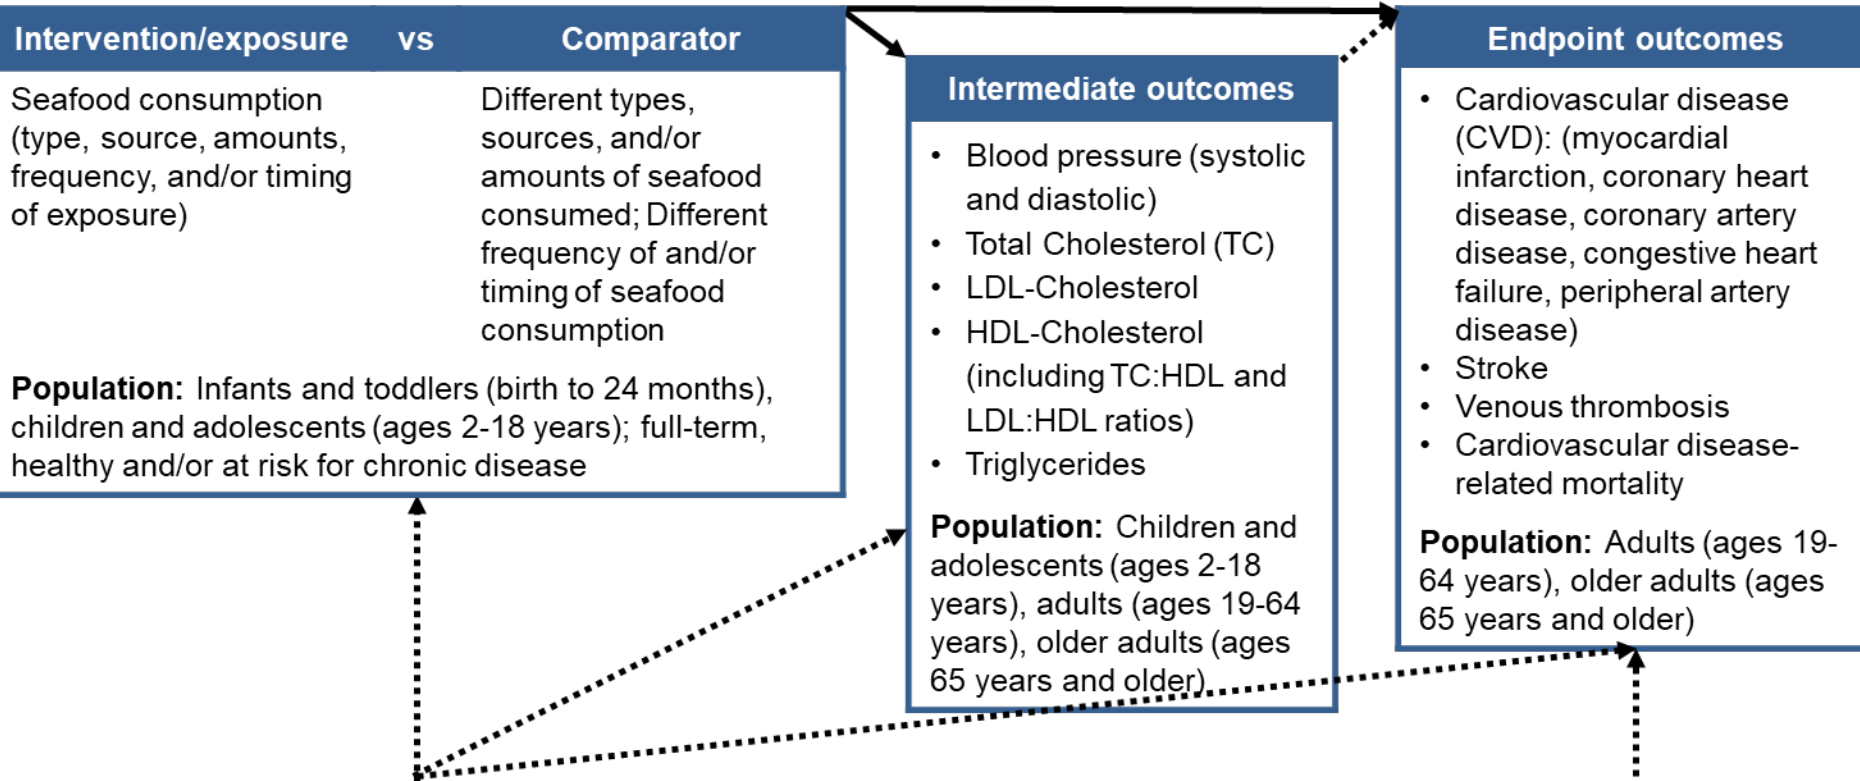 Intervention/exposure vs Comparator
Seafood consumption
(type, source, amounts,
frequency, and/or timing
of exposure)
Different types,
sources, and/or
amounts of seafood
consumed; Different
frequency of and/or
timing of seafood
consumption
Population: Infants and toddlers (birth to 24 months),
children and adolescents (ages 2-18 years); full-term,
healthy and/or at risk for chronic disease
Intermediate outcomes
• Blood pressure (systolic
and diastolic)
• Total Cholesterol (TC)
• LDL-Cholesterol
• HDL-Cholesterol
(including TC:HDL and
LDL:HDL ratios)
• Triglycerides
Population: Children and
adolescents (ages 2-18
years), adults (ages 19-64
years), older adults (ages
65 years and older)
Endpoint outcomes
• Cardiovascular disease
(CVD): (myocardial
infarction, coronary heart
disease, coronary artery
disease, congestive heart
failure, peripheral artery
disease)
• Stroke
• Venous thrombosis
• Cardiovascular disease-
related mortality
Population: Adults (ages 19-
64 years), older adults (ages
65 years and older)